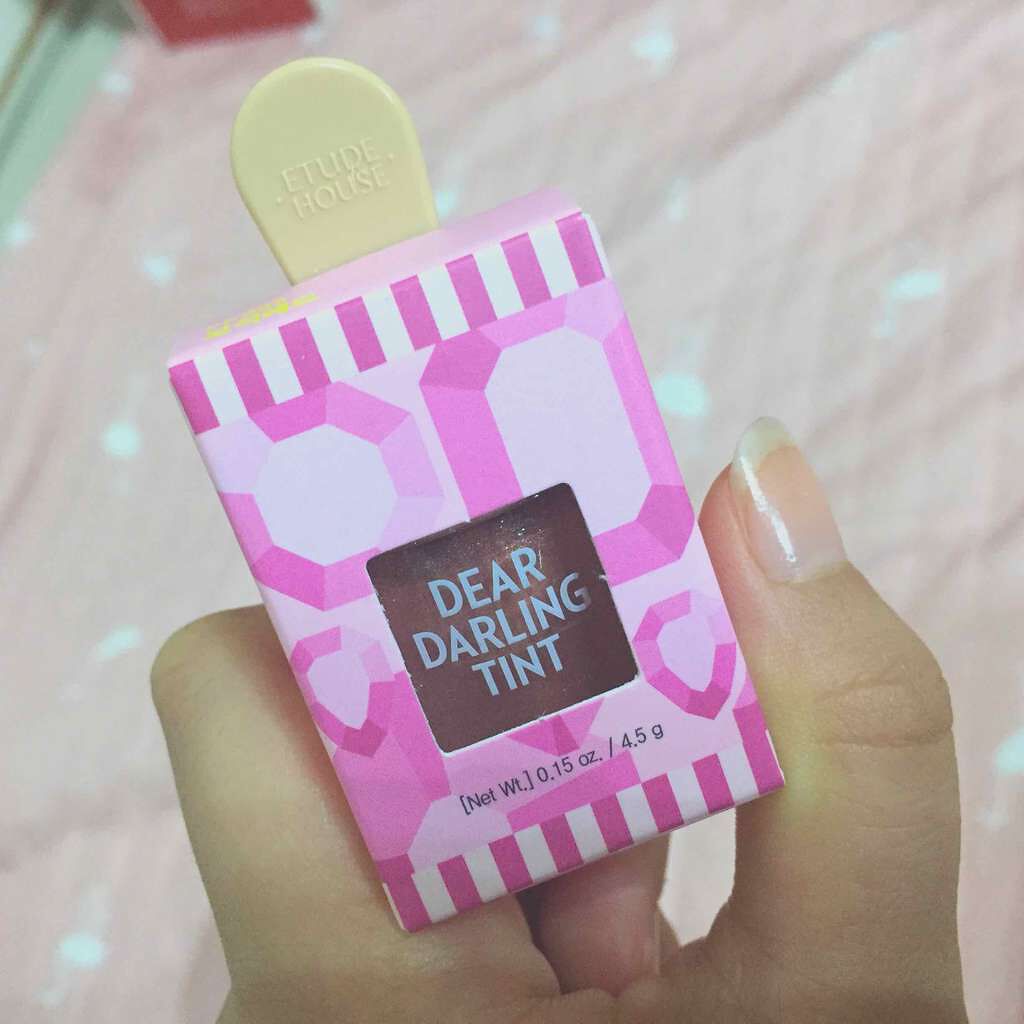 ETUDE
HOUSE
DEAR
DARLING
TINT
[Net Wt.] 0.15 oz. / 4.5 g